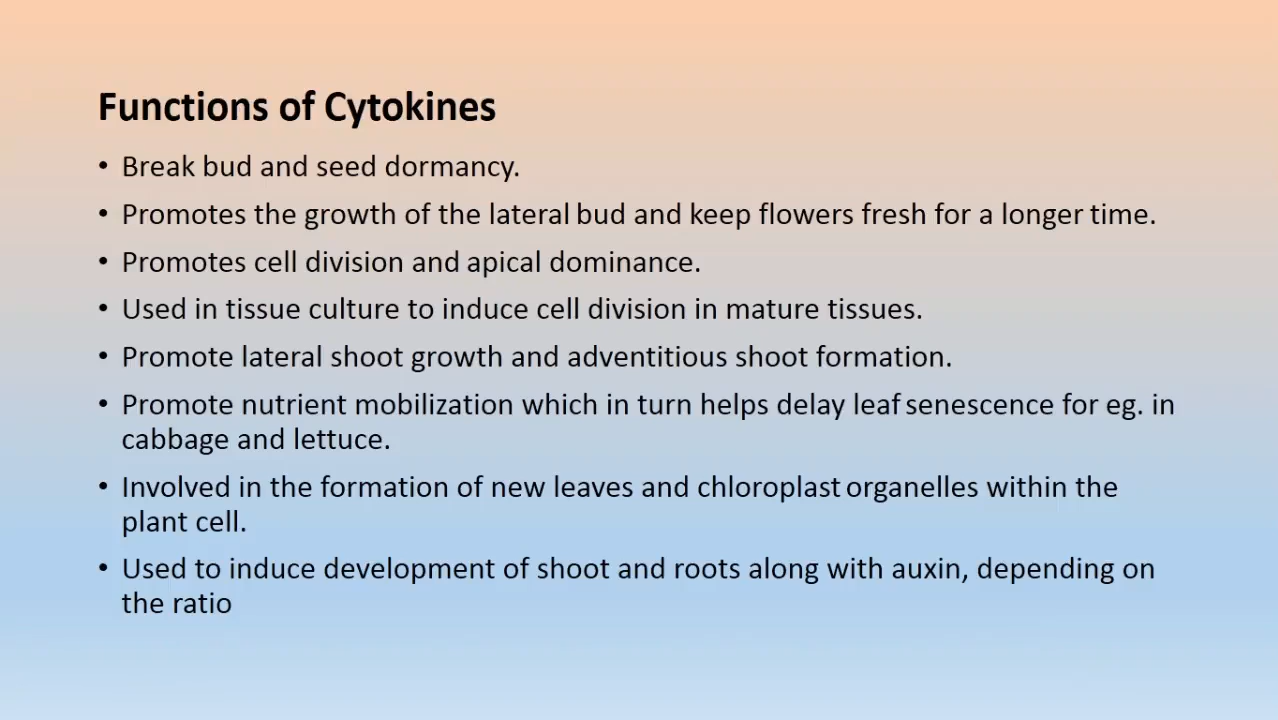 Functions of Cytokines
• Break bud and seed dormancy.
• Promotes the growth of the lateral bud and keep flowers fresh for a longer time.
• Promotes cell division and apical dominance.
• Used in tissue culture to induce cell division in mature tissues.
• Promote lateral shoot growth and adventitious shoot formation.
• Promote nutrient mobilization which in turn helps delay leaf senescence for eg. in
cabbage and lettuce.
• Involved in the formation of new leaves and chloroplast organelles within the
plant cell.
• Used to induce development of shoot and roots along with auxin, depending on
the ratio